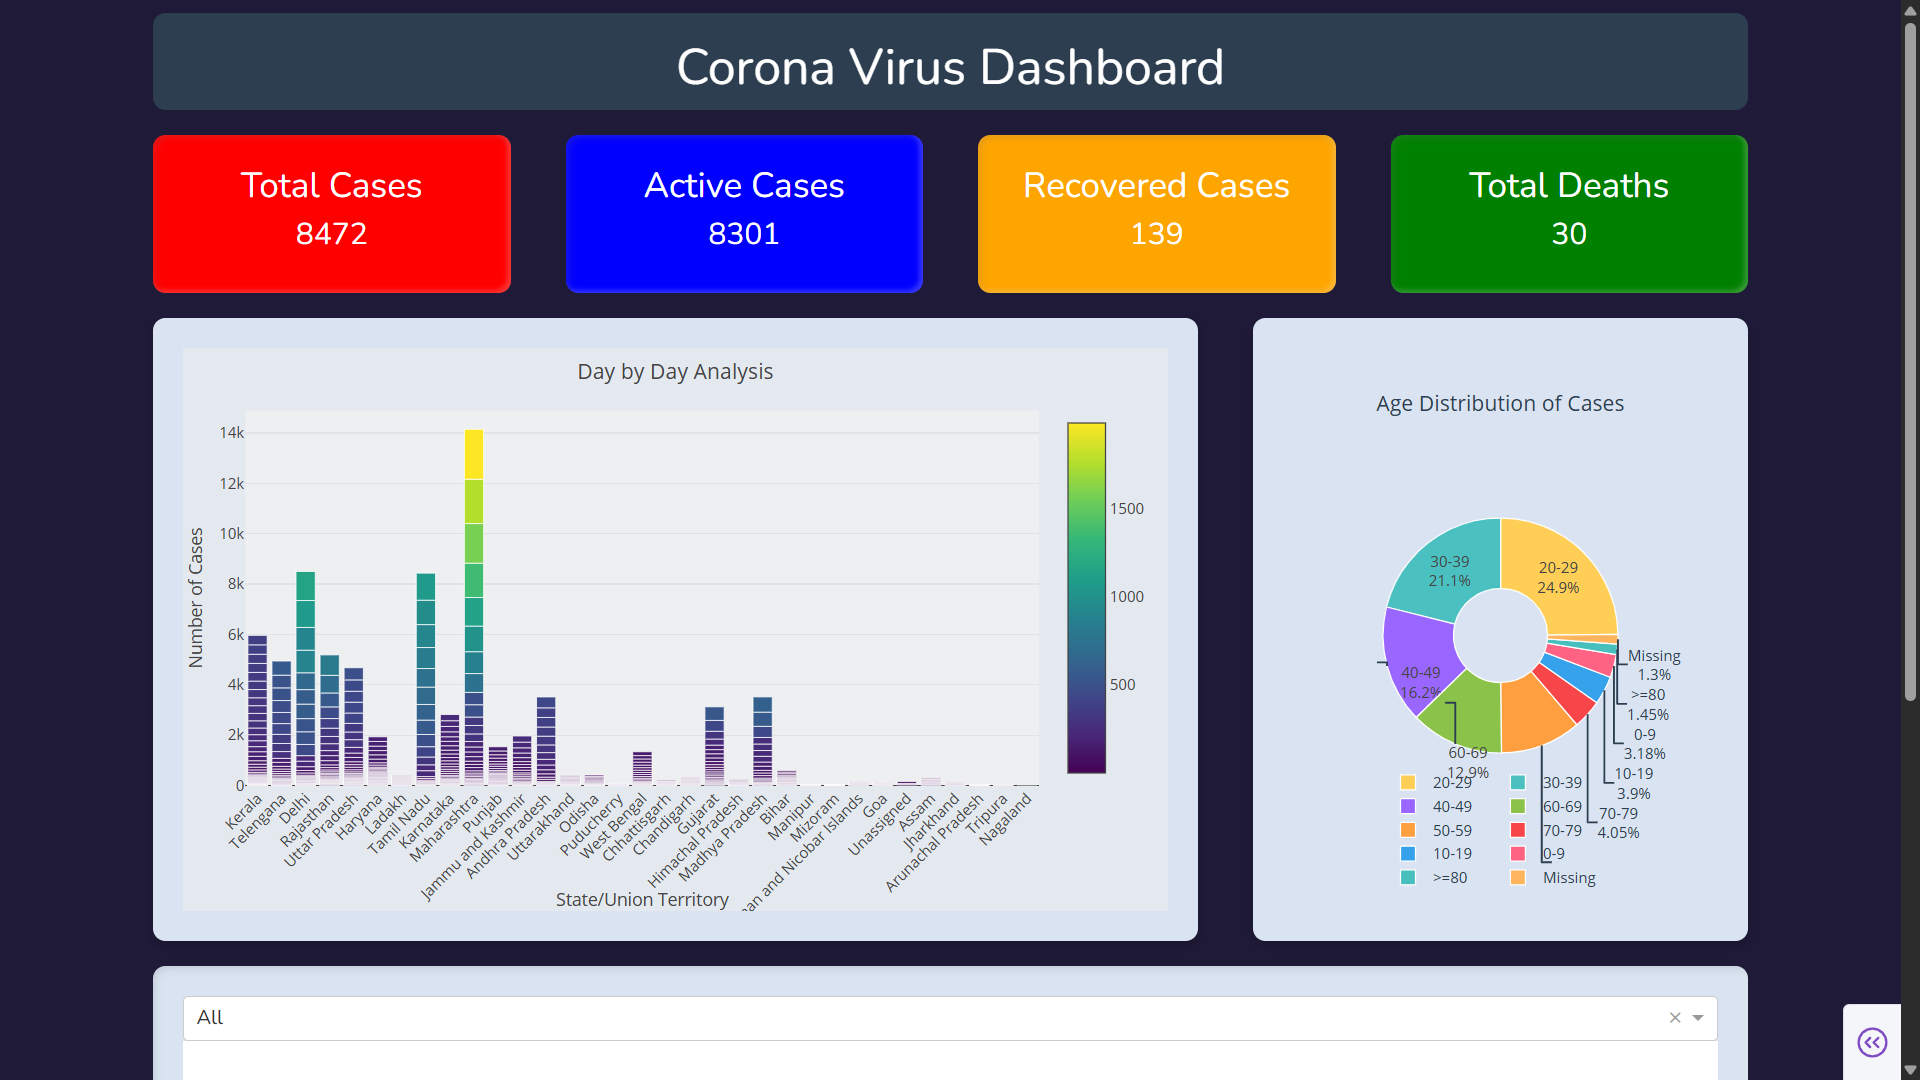 Corona Virus Dashboard
Total Cases
8472
Active Cases
8301
Recovered Cases
139
Total Deaths
30
Day by Day Analysis
Number of Cases
14k
12k
10k
8k
6k
4k
2k
0
Kerala
Telengana
Delhi
Rajasthan
Uttar Pradesh
Haryana
Ladakh
Tamil Nadu
Karnataka
Maharashtra
Punjab
Jammu and Kashmir
Andhra Pradesh
Uttarakhand
Odisha
Puducherry
West Bengal
Chhattisgarh
Chandigarh
Gujarat
Himachal Pradesh
Madhya Pradesh
Bihar
Manipur
Mizoram
and Nicobar Islands
Goa
Unassigned
Assam
Jharkhand
Arunachal Pradesh
Tripura
Nagaland
State/Union Territory
1500
1000
500
Age Distribution of Cases
30-39
21.1%
20-29
24.9%
40-49
16.2%
60-69
12.9%
Missing
1.3%
>=80
1.45%
0-9
3.18%
10-19
3.9%
70-79
4.05%
20-29
30-39
40-49
60-69
50-59
70-79
10-19
0-9
>=80
Missing
All